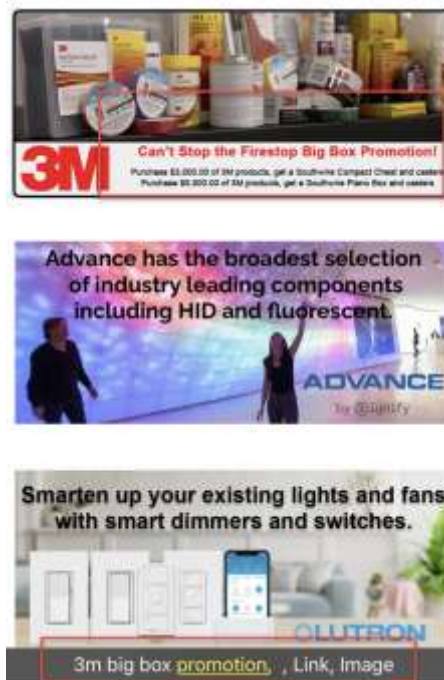 3M
Can't Stop the Firestop Big Box Promotion!
Purchase $3,000.00 of 3M products, get a Southwire Compact Chest and casters
Purchase $5,000.00 of 3M products, get a Southwire Piano Box and casters
Advance has the broadest selection
of industry leading components
including HID and fluorescent.
ADVANCE
by Signify
Smarten up your existing lights and fans
with smart dimmers and switches.
LUTRON
3m big box promotion, , Link, Image